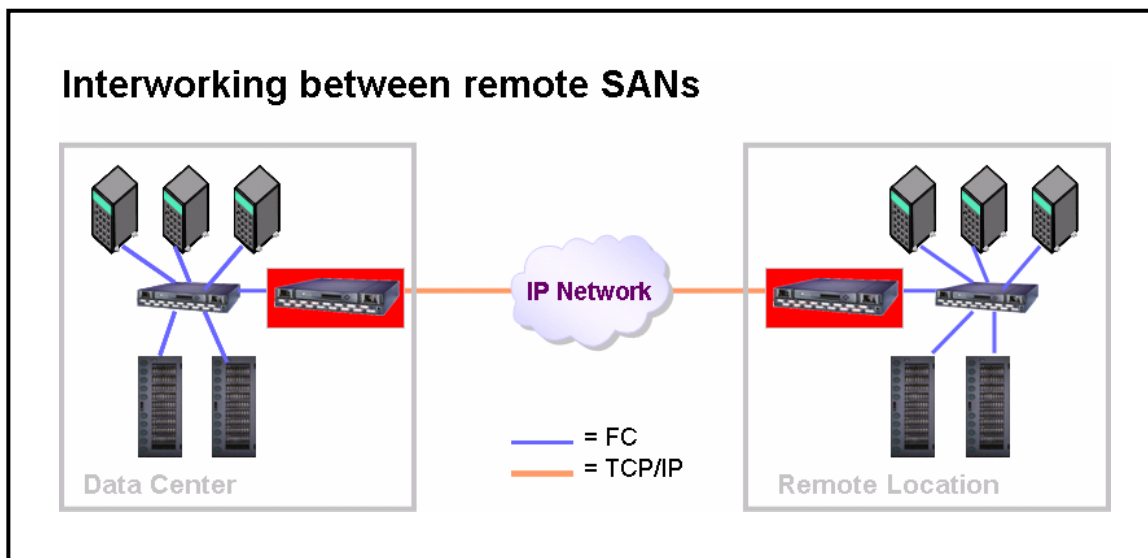 Interworking between remote SANs
IP Network
= FC
= TCP/IP
Data Center
Remote Location